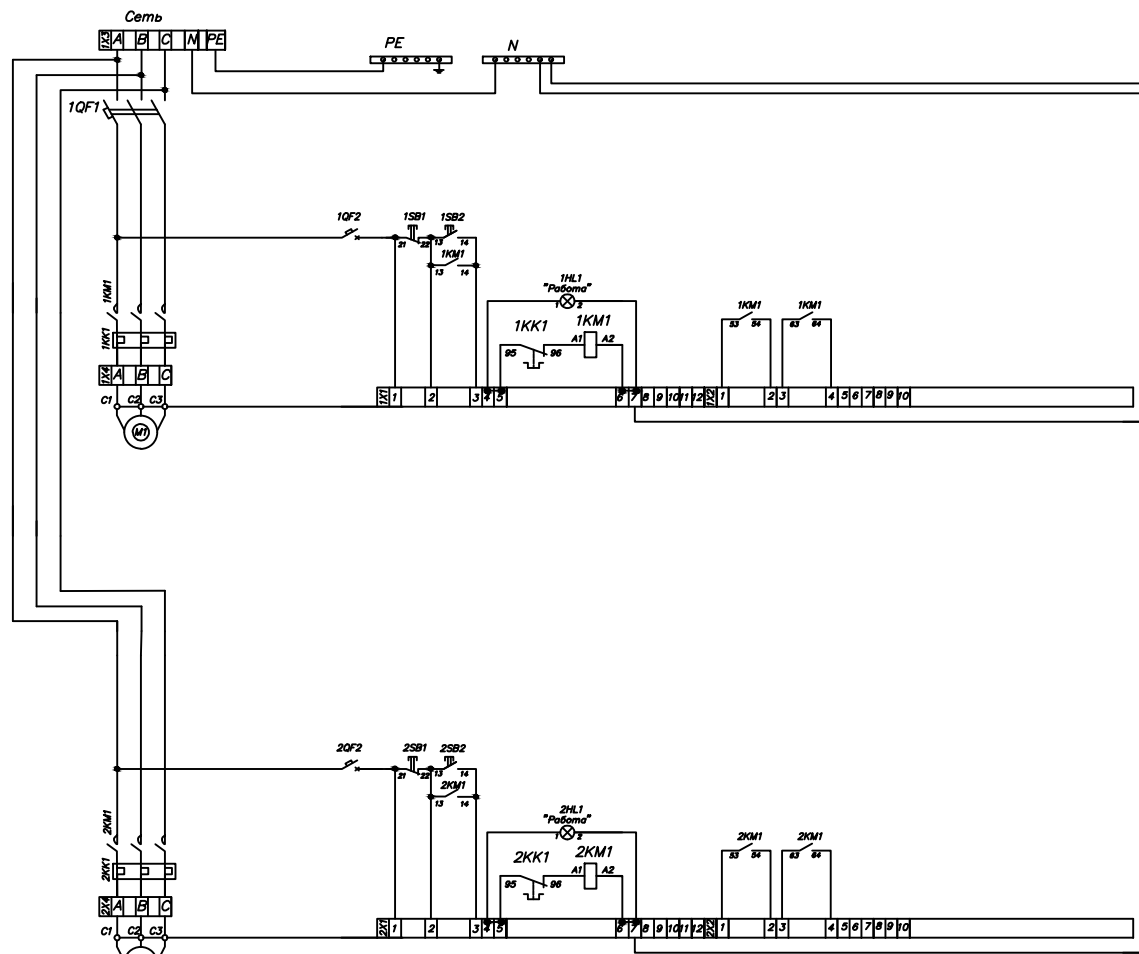 Сеть
1X3 A B C N PE
PE
N
1QF1
1QF2 1SB1 1SB2
21 22 13 14
1KM1
13 14
1KM1
1HL1
"Работа"
1 2
1KM1 1KM1
53 54 63 64
1KK1 1KM1
1KK1
95 96 A1 A2
1X4 A B C
1X1 1 2 3 4 5 6 7 8 9 10 11 12 1X2 1 2 3 4 5 6 7 8 9 10
C1 C2 C3
M1
2QF2 2SB1 2SB2
21 22 13 14
2KM1
13 14
2KM1
2HL1
"Работа"
1 2
2KM1 2KM1
53 54 63 64
2KK1 2KM1
2KK1
95 96 A1 A2
2X4 A B C
2X1 1 2 3 4 5 6 7 8 9 10 11 12 2X2 1 2 3 4 5 6 7 8 9 10
C1 C2 C3